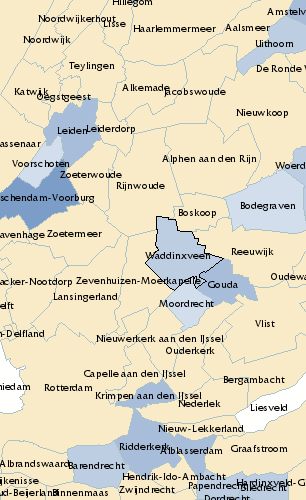 Hillegom
Noordwijkerhout
Lisse
Amstelv
Haarlemmermeer
Aalsmeer
Noordwijk
Uithoorn
Teylingen
De Ronde V
Katwijk
Alkemade
Jacobswoude
Oegstgeest
Nieuwkoop
Leiden
Leiderdorp
assenaar
Voorschoten
Alphen aan den Rijn
Woerd
Zoeterwoude
Rijnwoude
schendam-Voorburg
Bodegraven
Boskoop
avenhage
Zoetermeer
Waddinxveen
Reeuwijk
acker-Nootdorp
Zevenhuizen-Moerkapelle
Gouda
Oudewa
Lansingerland
Moordrecht
elft
Vlist
n-Delfland
Nieuwerkerk aan den IJssel
Ouderkerk
Capelle aan den IJssel
Bergambacht
niedam
Rotterdam
Krimpen aan den IJssel
Nederlek
Liesveld
Nieuw-Lekkerland
Ridderkerk
Alblasserdam
Graafstroom
Albrandswaard
Barendrecht
Hendrik-Ido-Ambacht
ijkenisse
Papendrecht
Hardinxveld-G
Sliedrecht
ud-Beijerland
Binnenmaas
Zwijndrecht
Dordrecht